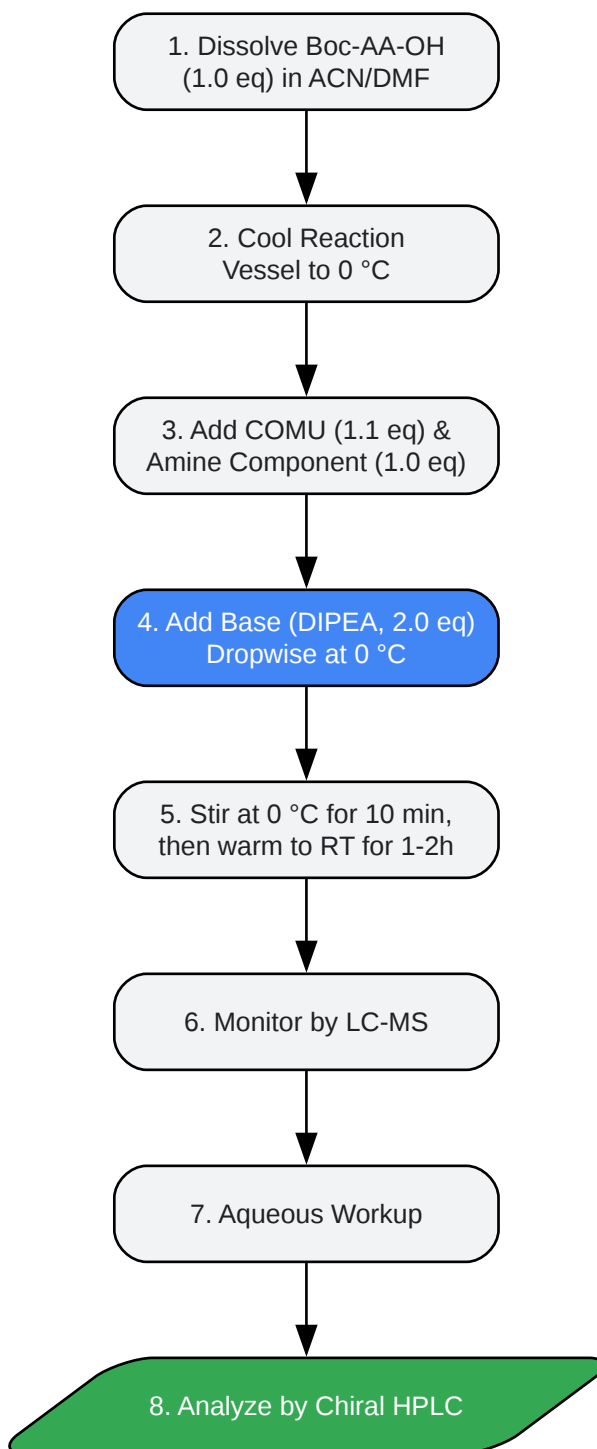 1. Dissolve Boc-AA-OH
(1.0 eq) in ACN/DMF
2. Cool Reaction
Vessel to 0 °C
3. Add COMU (1.1 eq) &
Amine Component (1.0 eq)
4. Add Base (DIPEA, 2.0 eq)
Dropwise at 0 °C
5. Stir at 0 °C for 10 min,
then warm to RT for 1-2h
6. Monitor by LC-MS
7. Aqueous Workup
8. Analyze by Chiral HPLC